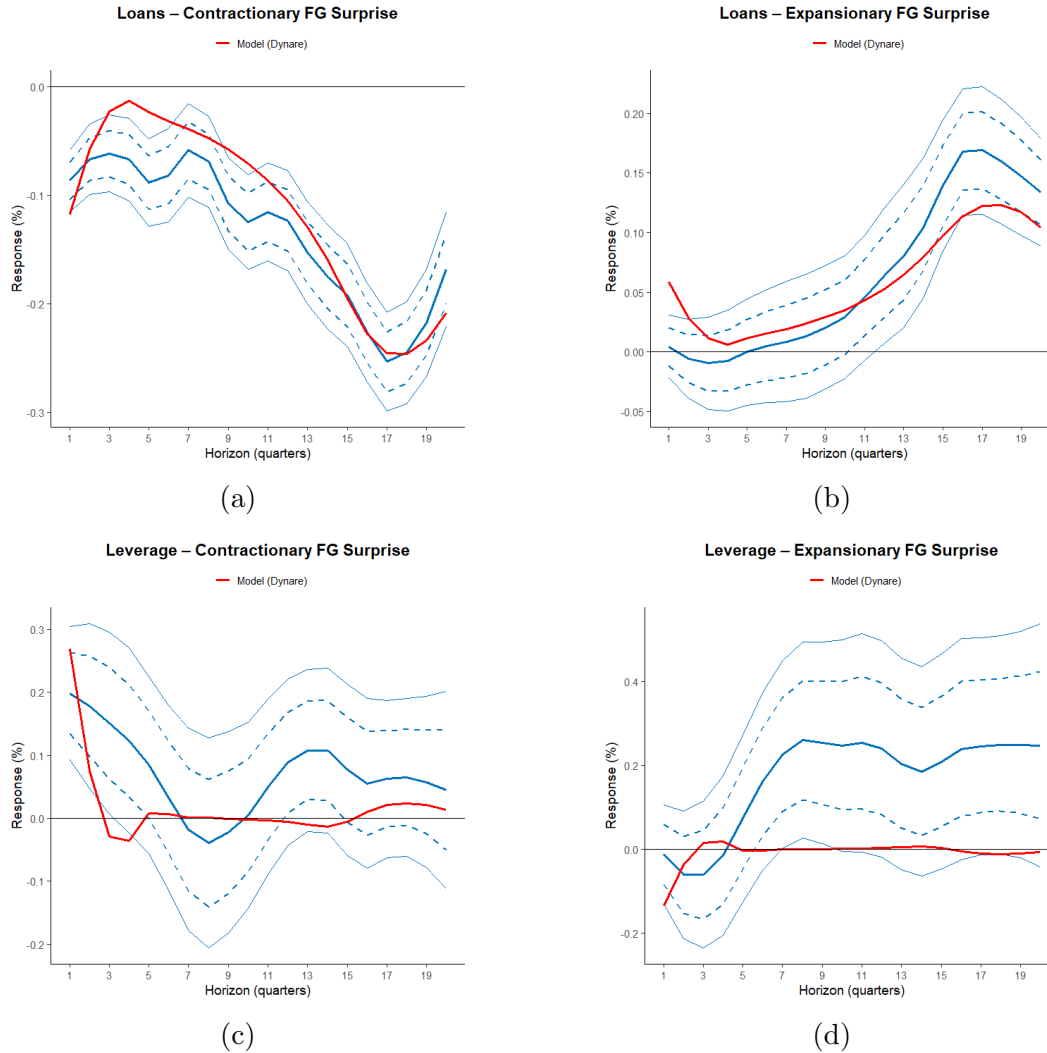 Loans – Contractionary FG Surprise
Model (Dynare)
0.0
-0.1
-0.2
-0.3
Response (%)
1 3 5 7 9 11 13 15 17 19
Horizon (quarters)
(a)
Loans – Expansionary FG Surprise
Model (Dynare)
0.20
0.15
0.10
0.05
0.00
-0.05
Response (%)
1 3 5 7 9 11 13 15 17 19
Horizon (quarters)
(b)
Leverage – Contractionary FG Surprise
Model (Dynare)
0.3
0.2
0.1
0.0
-0.1
-0.2
Response (%)
1 3 5 7 9 11 13 15 17 19
Horizon (quarters)
(c)
Leverage – Expansionary FG Surprise
Model (Dynare)
0.4
0.2
0.0
-0.2
Response (%)
1 3 5 7 9 11 13 15 17 19
Horizon (quarters)
(d)